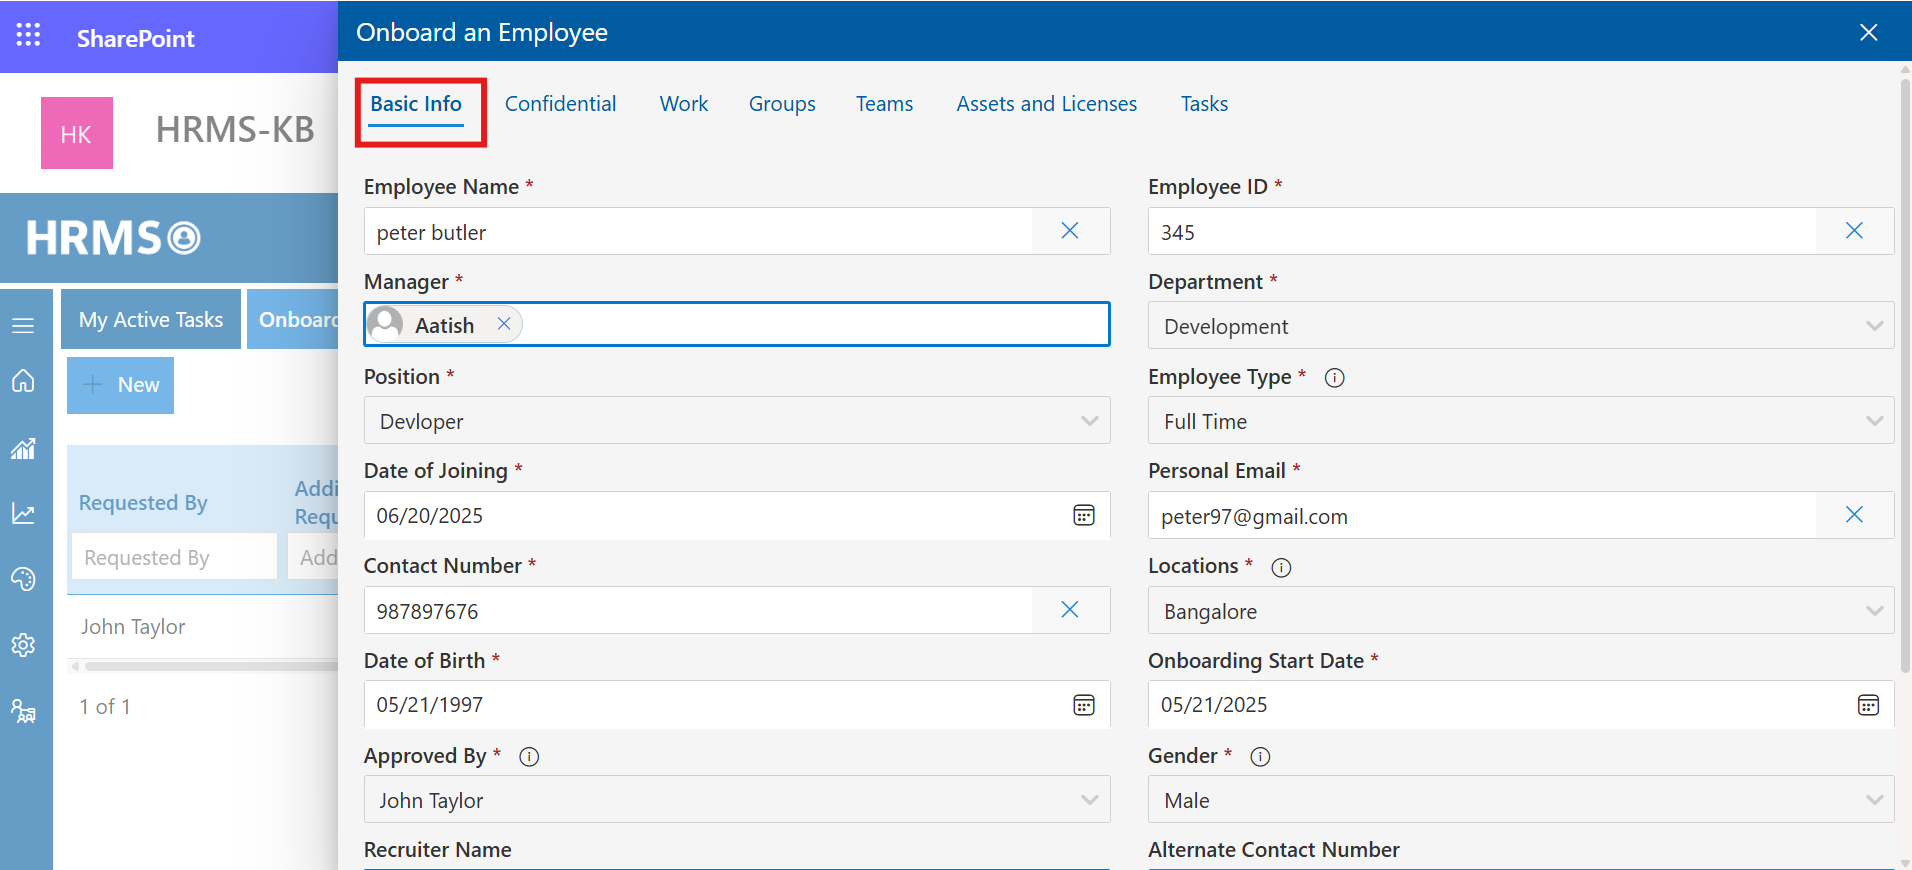 SharePoint
HK
HRMS-KB
HRMS
My Active Tasks
Onboard
New
Requested By
Addi
Requ
Requested By
Add
John Taylor
1 of 1
Onboard an Employee
Basic Info
Confidential
Work
Groups
Teams
Assets and Licenses
Tasks
Employee Name *
peter butler
Employee ID *
345
Manager *
Aatish
Department *
Development
Position *
Devloper
Employee Type *
Full Time
Date of Joining *
06/20/2025
Personal Email *
peter97@gmail.com
Contact Number *
987897676
Locations *
Bangalore
Date of Birth *
05/21/1997
Onboarding Start Date *
05/21/2025
Approved By *
John Taylor
Gender *
Male
Recruiter Name
Alternate Contact Number